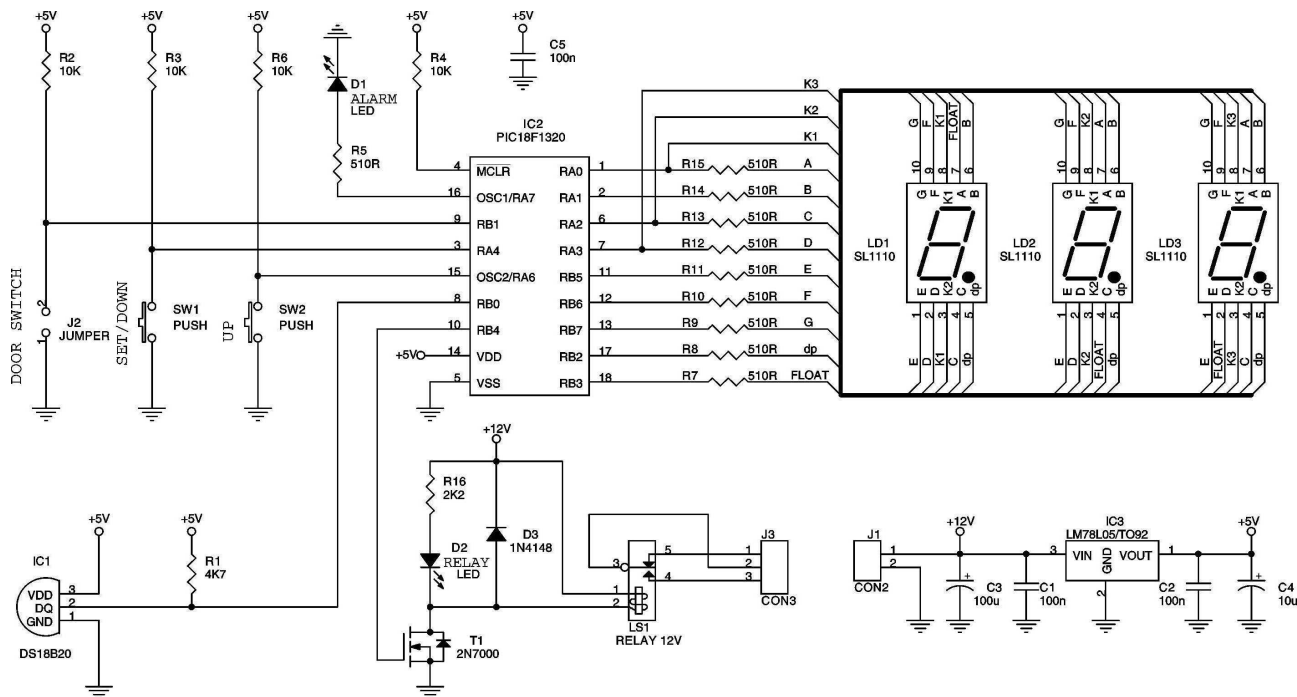 +5V +5V +5V +5V +5V
R2 10K
R3 10K
R6 10K
D1 ALARM LED
R4 10K
C5 100n
R5 510R
IC2
PIC18F1320
4 MCLR RA0 1 R15 510R A
16 OSC1/RA7 RA1 2 R14 510R B
9 RB1 RA2 6 R13 510R C
3 RA4 RA3 7 R12 510R D
15 OSC2/RA6 RB5 11 R11 510R E
8 RB0 RB6 12 R10 510R F
10 RB4 RB7 13 R9 510R G
+5V 14 VDD RB2 17 R8 510R dp
5 VSS RB3 18 R7 510R FLOAT
K3
K2
K1
G F K1 FLOAT B
10 9 8 7 6
G F K1 A B
LD1
SL1110
E D K2 C dp
1 2 3 4 5
E D K1 C dp
G F K2 A B
10 9 8 7 6
G F K1 A B
LD2
SL1110
E D K2 C dp
1 2 3 4 5
E D K2 FLOAT dp
G F K3 A B
10 9 8 7 6
G F K1 A B
LD3
SL1110
E D K2 C dp
1 2 3 4 5
E FLOAT K3 C dp
DOOR SWITCH
2
1
J2
JUMPER
SET/DOWN
SW1
PUSH
UP
SW2
PUSH
+12V
R16
2K2
D2
RELAY
LED
D3
1N4148
T1
2N7000
3 5 4
1
2
LS1
RELAY 12V
J3
1
2
3
CON3
+5V
+5V
IC1
R1
4K7
VDD 3
DQ 2
GND 1
DS18B20
J1
1
2
CON2
+12V
C3
100u
+
C1
100n
IC3
LM78L05/TO92
3 VIN VOUT 1
GND
2
C2
100n
+5V
+
C4
10u